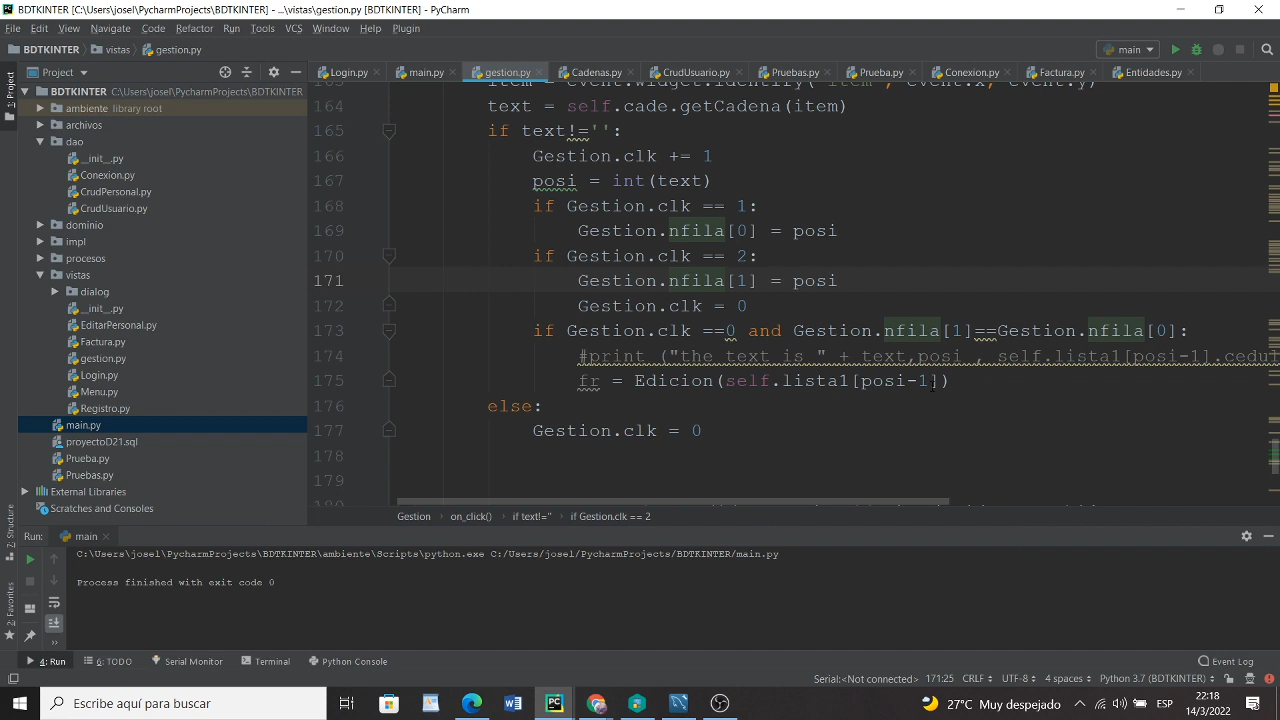 BDTKINTER [C:\Users\josel\PycharmProjects\BDTKINTER] - ...\vistas\gestion.py [BDTKINTER] - PyCharm
File Edit View Navigate Code Refactor Run Tools VCS Window Help Plugin
BDTKINTER vistas gestion.py main
Project Login.py main.py gestion.py Cadenas.py CrudUsuario.py Pruebas.py Prueba.py Conexion.py Factura.py Entidades.py
1: Project
BDTKINTER C:\Users\josel\PycharmProjects\BDTKINTER
ambiente library root
archivos
dao
__init__.py
Conexion.py
CrudPersonal.py
CrudUsuario.py
dominio
impl
procesos
vistas
dialog
__init__.py
EditarPersonal.py
Factura.py
gestion.py
Login.py
Menu.py
Registro.py
main.py
proyectoD21.sql
Prueba.py
Pruebas.py
External Libraries
Scratches and Consoles
164 text = self.cade.getCadena(item)
165 if text!='':
166 Gestion.clk += 1
167 posi = int(text)
168 if Gestion.clk == 1:
169 Gestion.nfila[0] = posi
170 if Gestion.clk == 2:
171 Gestion.nfila[1] = posi
172 Gestion.clk = 0
173 if Gestion.clk ==0 and Gestion.nfila[1]==Gestion.nfila[0]:
174 #print ("the text is " + text,posi , self.lista1[posi-1].cedu
175 fr = Edicion(self.lista1[posi-1])
176 else:
177 Gestion.clk = 0
178
179
Gestion on_click() if text!='' if Gestion.clk == 2
7: Structure
2: Favorites
Run: main
C:\Users\josel\PycharmProjects\BDTKINTER\ambiente\Scripts\python.exe C:/Users/josel/PycharmProjects/BDTKINTER/main.py
Process finished with exit code 0
4: Run 6: TODO Serial Monitor Terminal Python Console Event Log
Serial:<Not connected> 171:25 CRLF UTF-8 4 spaces Python 3.7 (BDTKINTER)
Escribe aquí para buscar
27°C Muy despejado ESP 22:18
14/3/2022